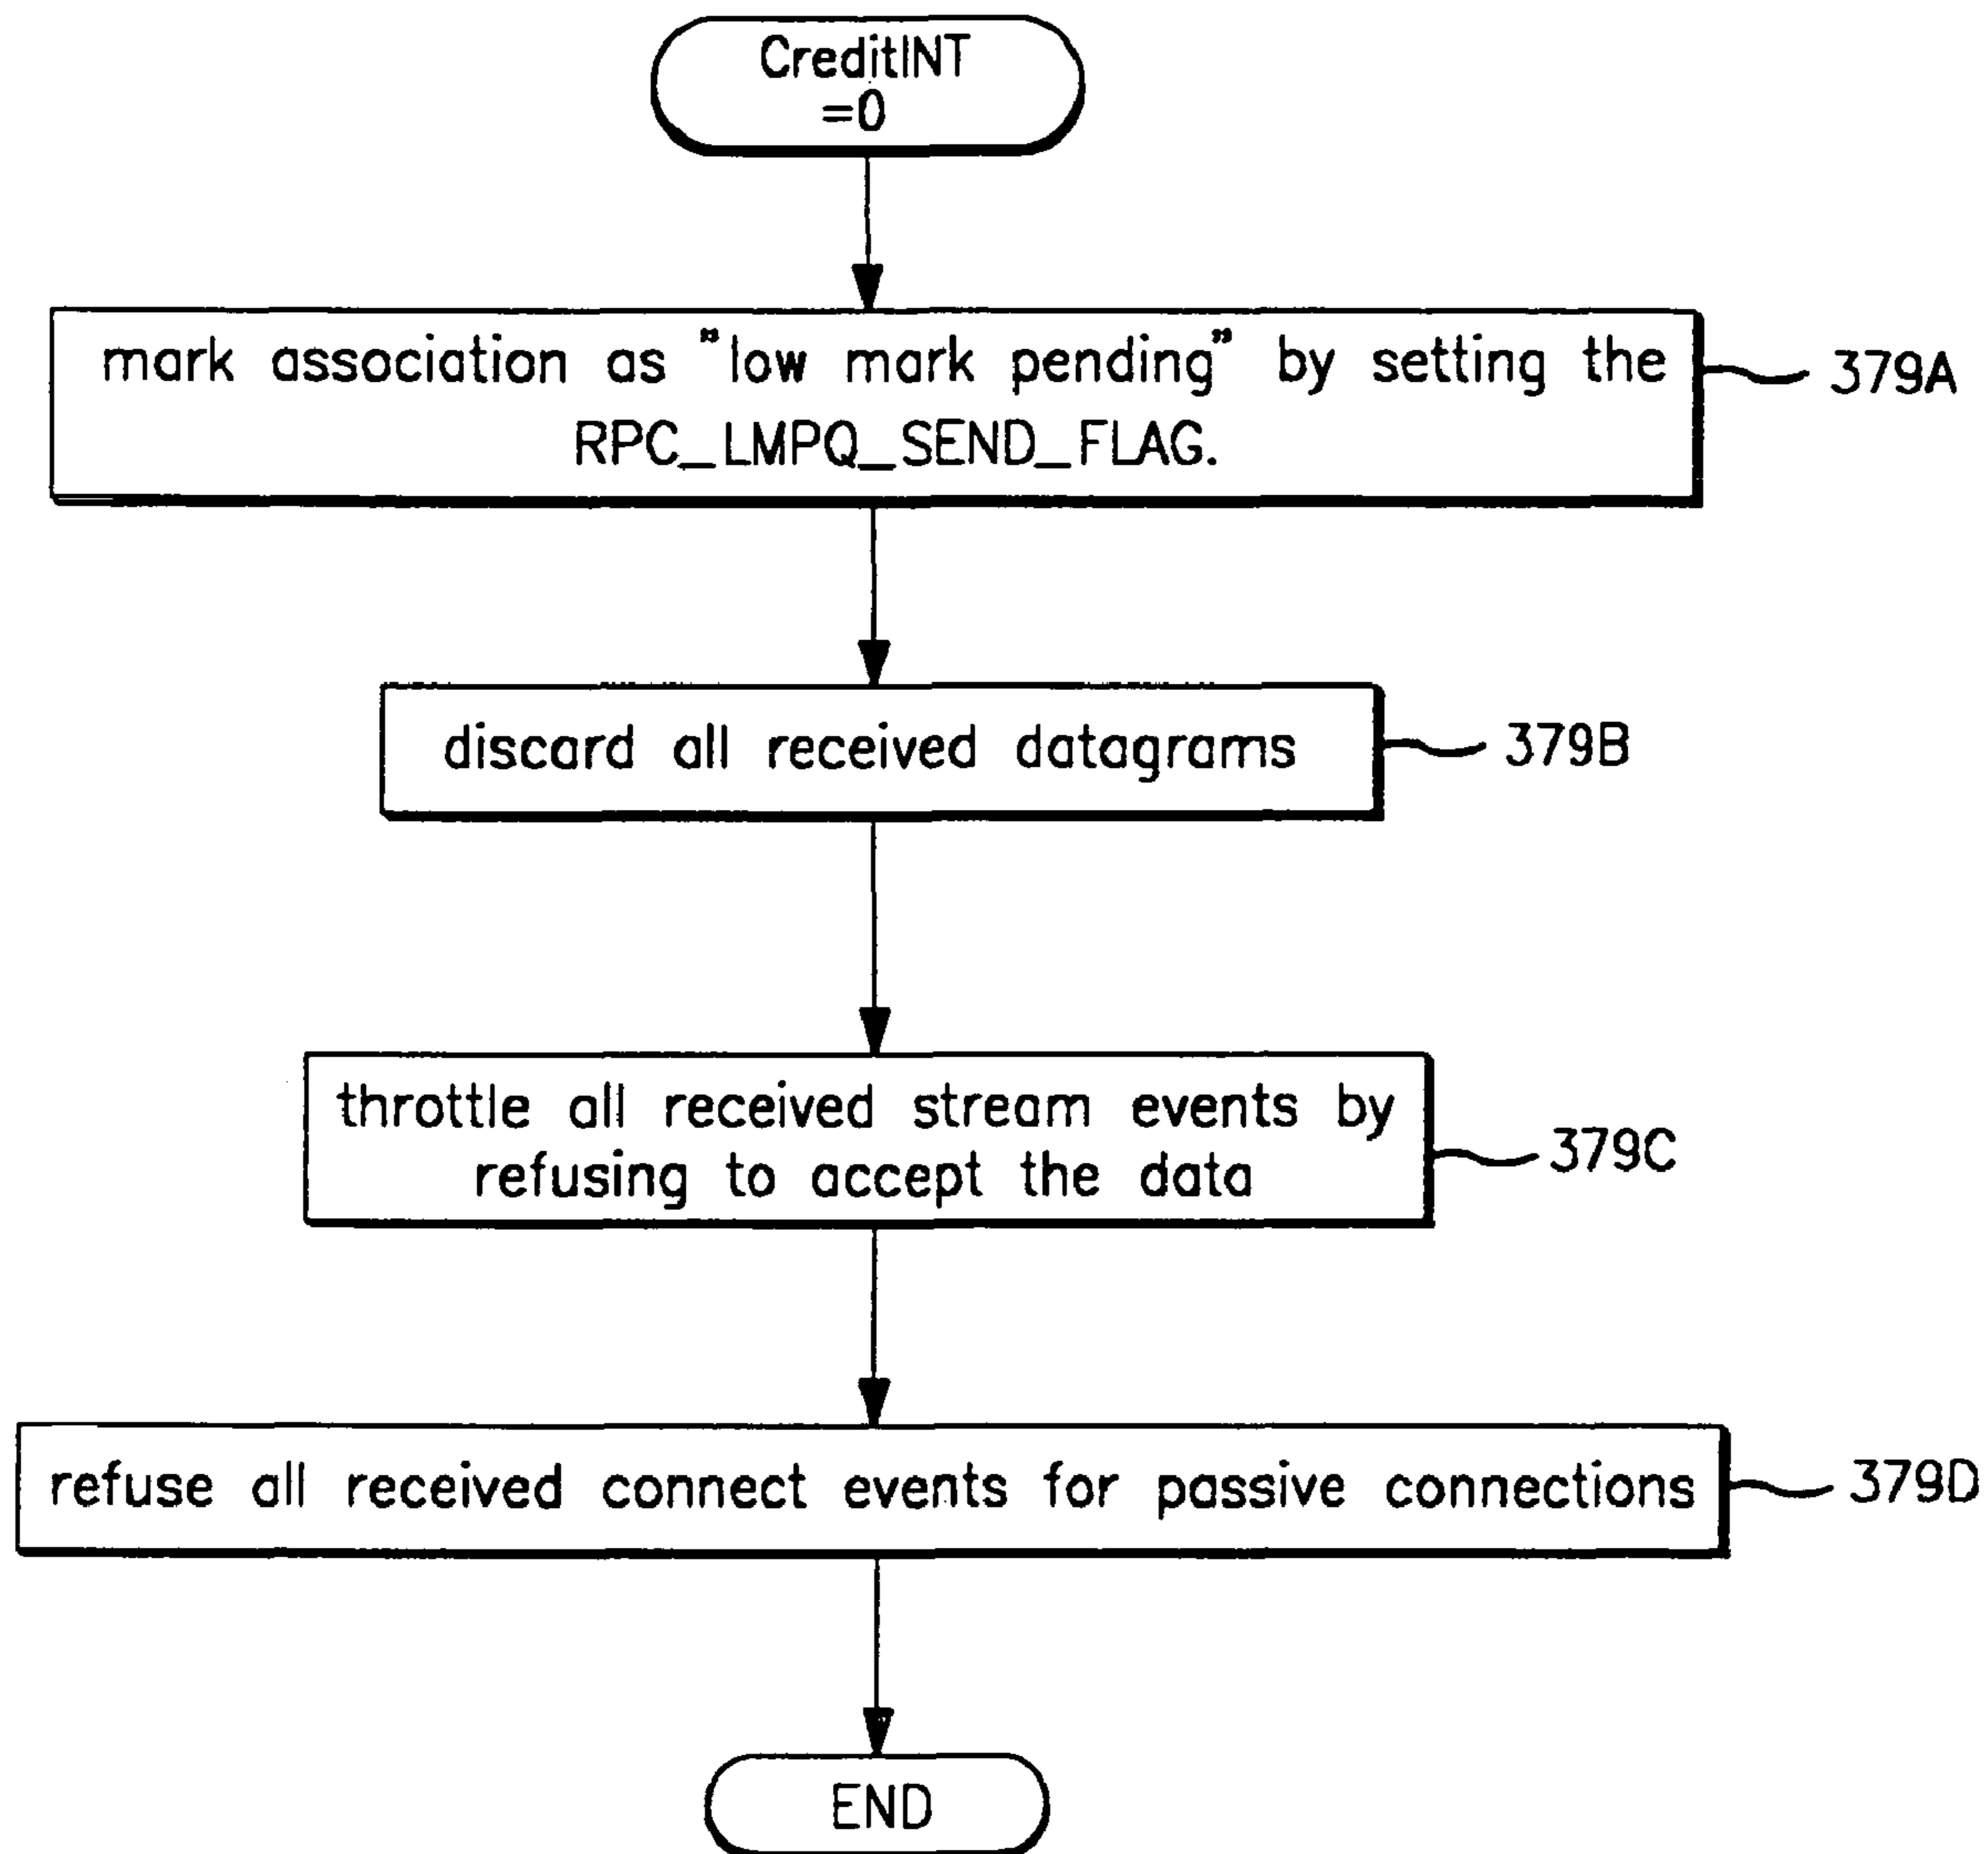 CreditINT
=0
mark association as "low mark pending" by setting the
RPC_LMPQ_SEND_FLAG.
379A
discard all received datagrams
379B
throttle all received stream events by
refusing to accept the data
379C
refuse all received connect events for passive connections
379D
END